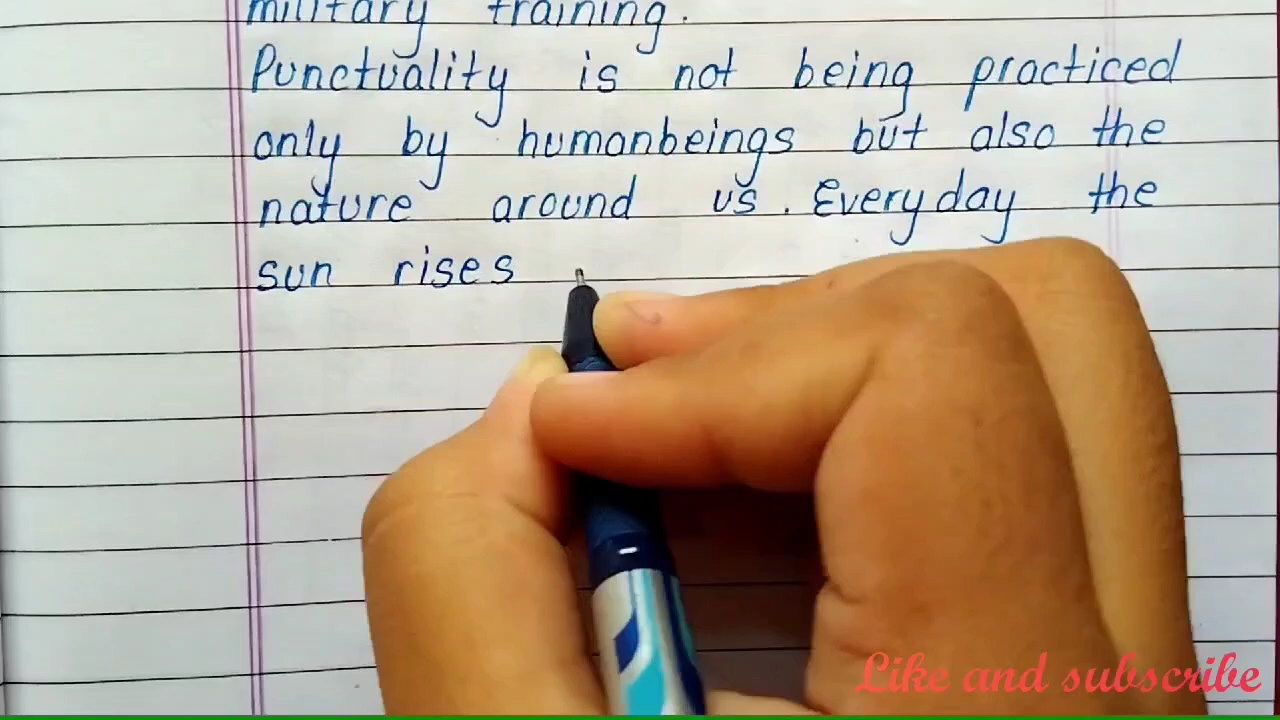 military training.
Punctuality is not being practiced
only by humanbeings but also the
nature around us. Everyday the
sun rises
Like and subscribe